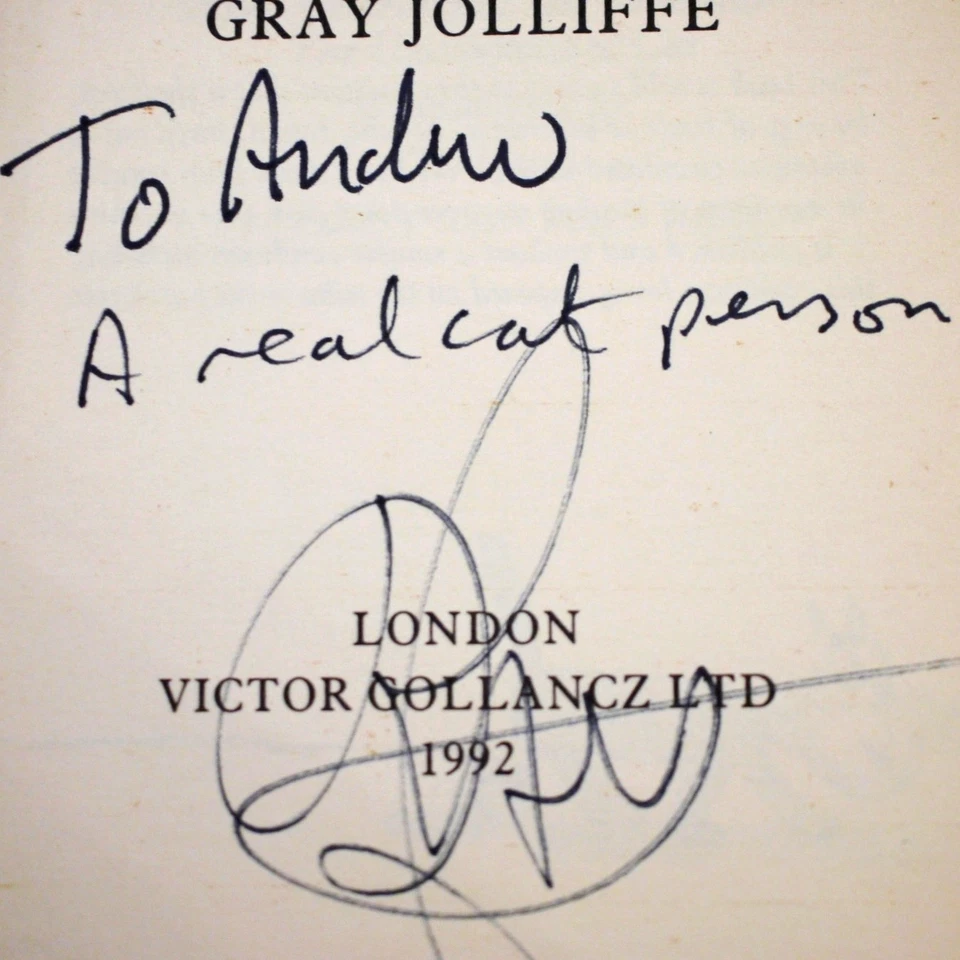 GRAY JOLLIFFE
To Andrew
A real cat person
LONDON
VICTOR GOLLANCZ LTD
1992